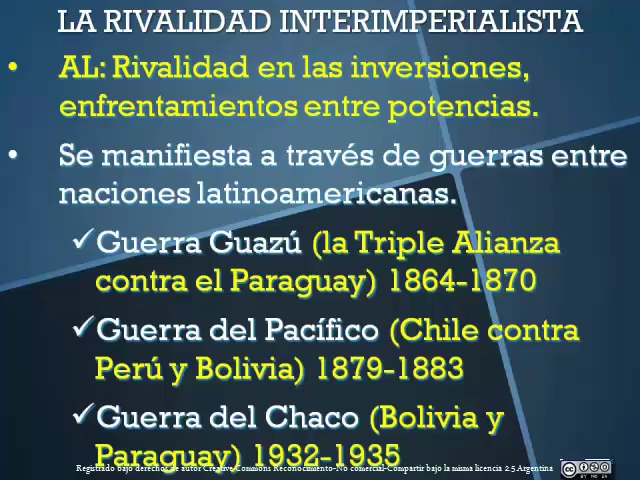 LA RIVALIDAD INTERIMPERIALISTA
• AL: Rivalidad en las inversiones,
enfrentamientos entre potencias.
• Se manifiesta a través de guerras entre
naciones latinoamericanas.
✓Guerra Guazú (la Triple Alianza
contra el Paraguay) 1864-1870
✓Guerra del Pacífico (Chile contra
Perú y Bolivia) 1879-1883
✓Guerra del Chaco (Bolivia y
Paraguay) 1932-1935
Registrado bajo derechos de autor Creative Commons Reconocimiento-No comercial-Compartir bajo la misma licencia 2.5 Argentina